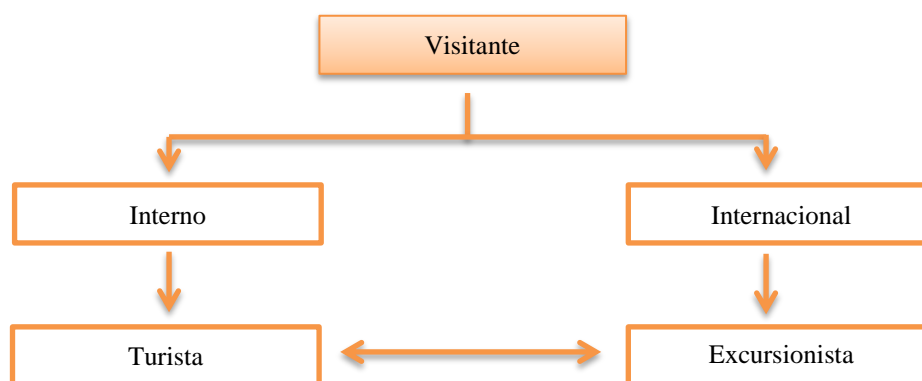 Visitante
Interno
Internacional
Turista
Excursionista